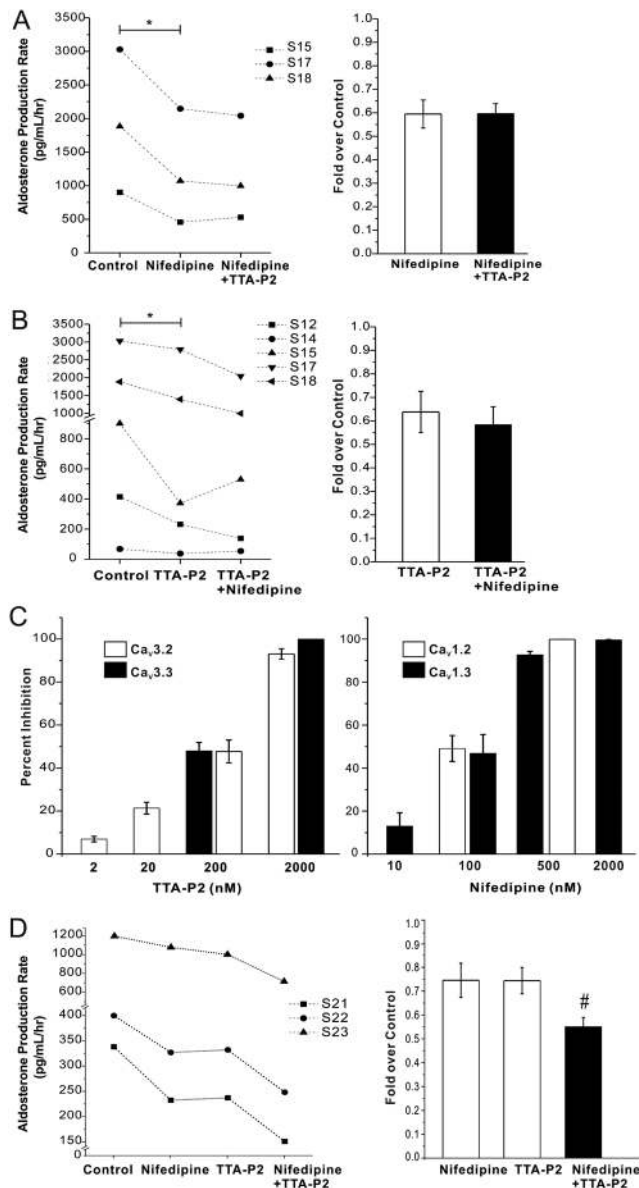 A
Aldosterone Production Rate
(pg/mL/hr)
3500
3000
2500
2000
1500
1000
500
0
*
S15
S17
S18
Control
Nifedipine
Nifedipine
+TTA-P2
Fold over Control
1.0
0.9
0.8
0.7
0.6
0.5
0.4
0.3
0.2
0.1
0.0
Nifedipine
Nifedipine
+TTA-P2
B
Aldosterone Production Rate
(pg/mL/hr)
3500
3000
2500
2000
1500
1000
800
600
400
200
0
*
S12
S14
S15
S17
S18
Control
TTA-P2
TTA-P2
+Nifedipine
Fold over Control
1.0
0.9
0.8
0.7
0.6
0.5
0.4
0.3
0.2
0.1
0.0
TTA-P2
TTA-P2
+Nifedipine
C
Percent Inhibition
100
80
60
40
20
0
Cav3.2
Cav3.3
2
20
200
2000
TTA-P2 (nM)
100
80
60
40
20
0
Cav1.2
Cav1.3
10
100
500
2000
Nifedipine (nM)
D
Aldosterone Production Rate
(pg/mL/hr)
1200
1000
800
600
400
350
300
250
200
150
0
S21
S22
S23
Control
Nifedipine
TTA-P2
Nifedipine
+TTA-P2
Fold over Control
1.0
0.9
0.8
0.7
0.6
0.5
0.4
0.3
0.2
0.1
0.0
#
Nifedipine
TTA-P2
Nifedipine
+TTA-P2